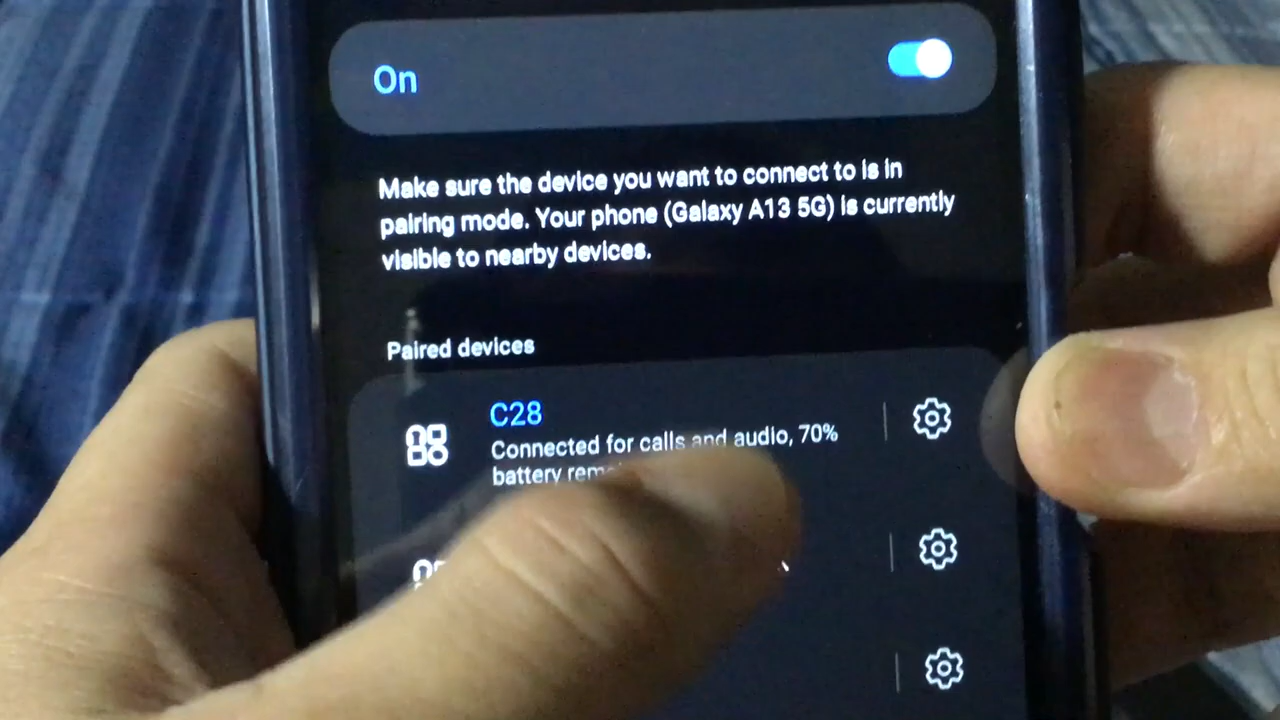 On
Make sure the device you want to connect to is in
pairing mode. Your phone (Galaxy A13 5G) is currently
visible to nearby devices.
Paired devices
C28
Connected for calls and audio, 70%
battery